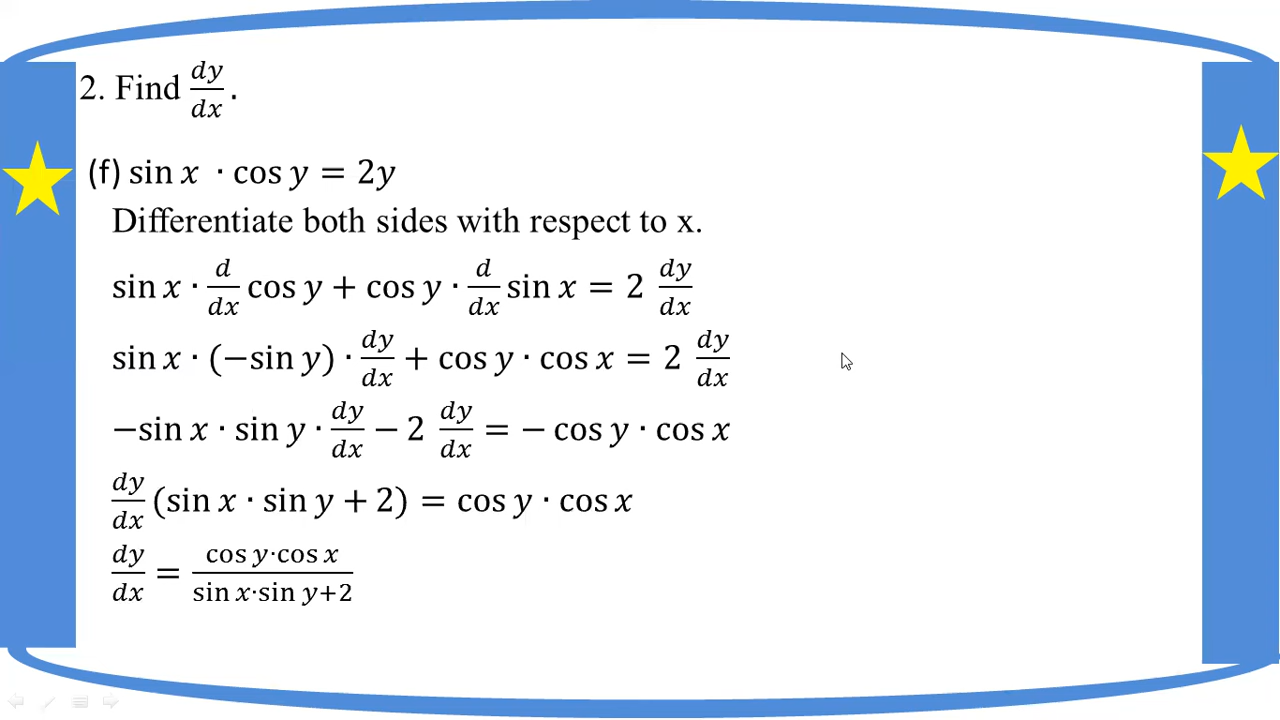 2. Find dy/dx.
(f) sin x · cos y = 2y
Differentiate both sides with respect to x.
sin x · d/dx cos y + cos y · d/dx sin x = 2 dy/dx
sin x · (−sin y) · dy/dx + cos y · cos x = 2 dy/dx
−sin x · sin y · dy/dx − 2 dy/dx = − cos y · cos x
dy/dx (sin x · sin y + 2) = cos y · cos x
dy/dx = cos y·cos x / sin x·sin y+2